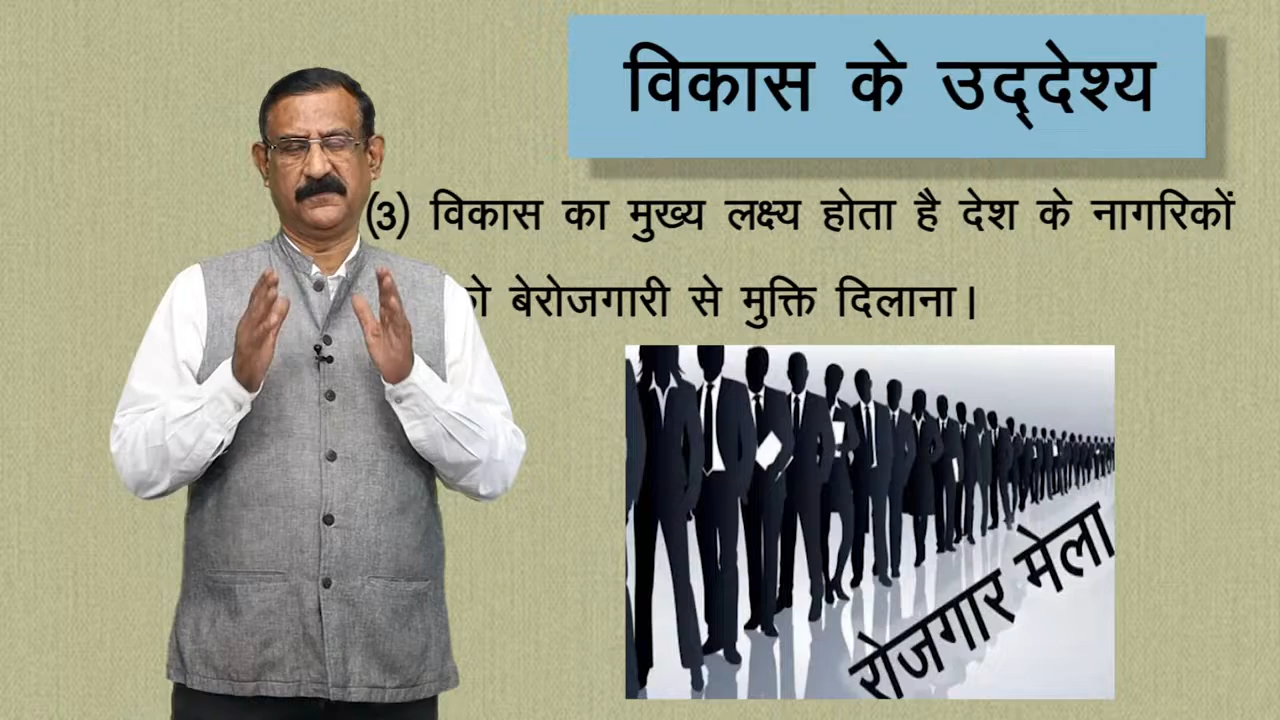 विकास के उद्देश्य
(3) विकास का मुख्य लक्ष्य होता है देश के नागरिकों
को बेरोजगारी से मुक्ति दिलाना।
रोजगार मेला